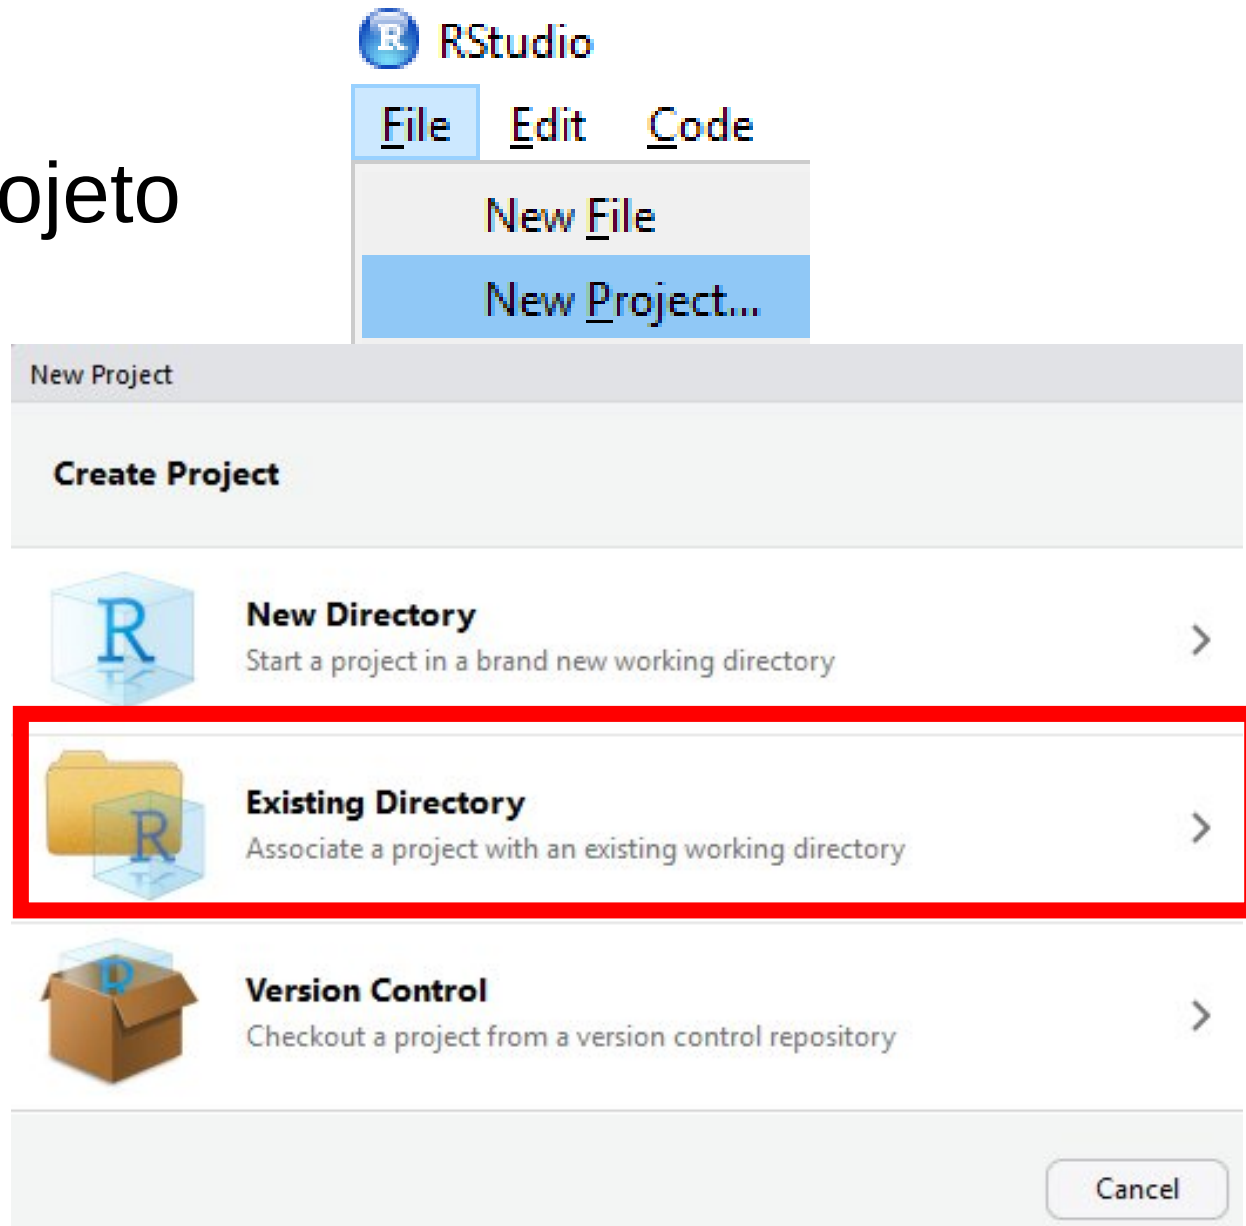 RStudio
File Edit Code
ojeto
New File
New Project...
New Project
Create Project
R
New Directory
Start a project in a brand new working directory
R
Existing Directory
Associate a project with an existing working directory
R
Version Control
Checkout a project from a version control repository
Cancel